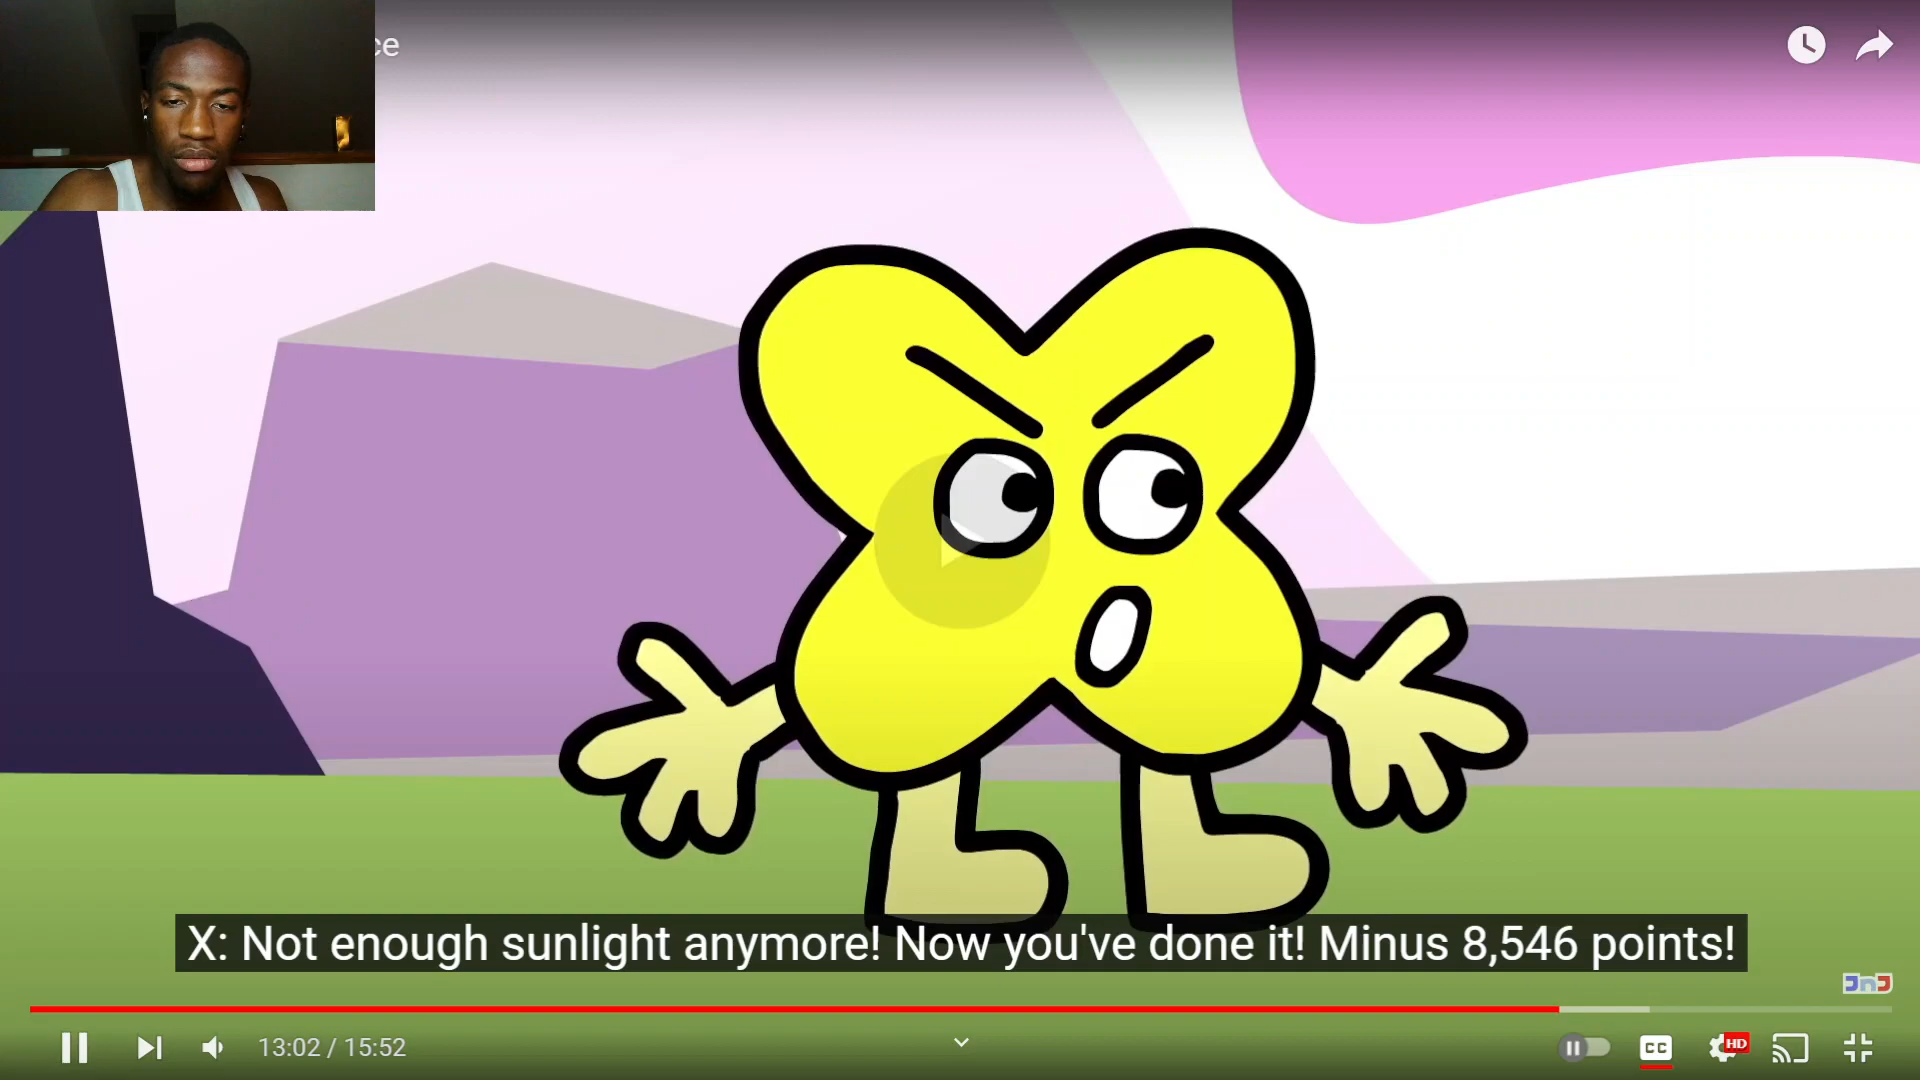 ce
X: Not enough sunlight anymore! Now you've done it! Minus 8,546 points!
JnJ
13:02 / 15:52
CC
HD